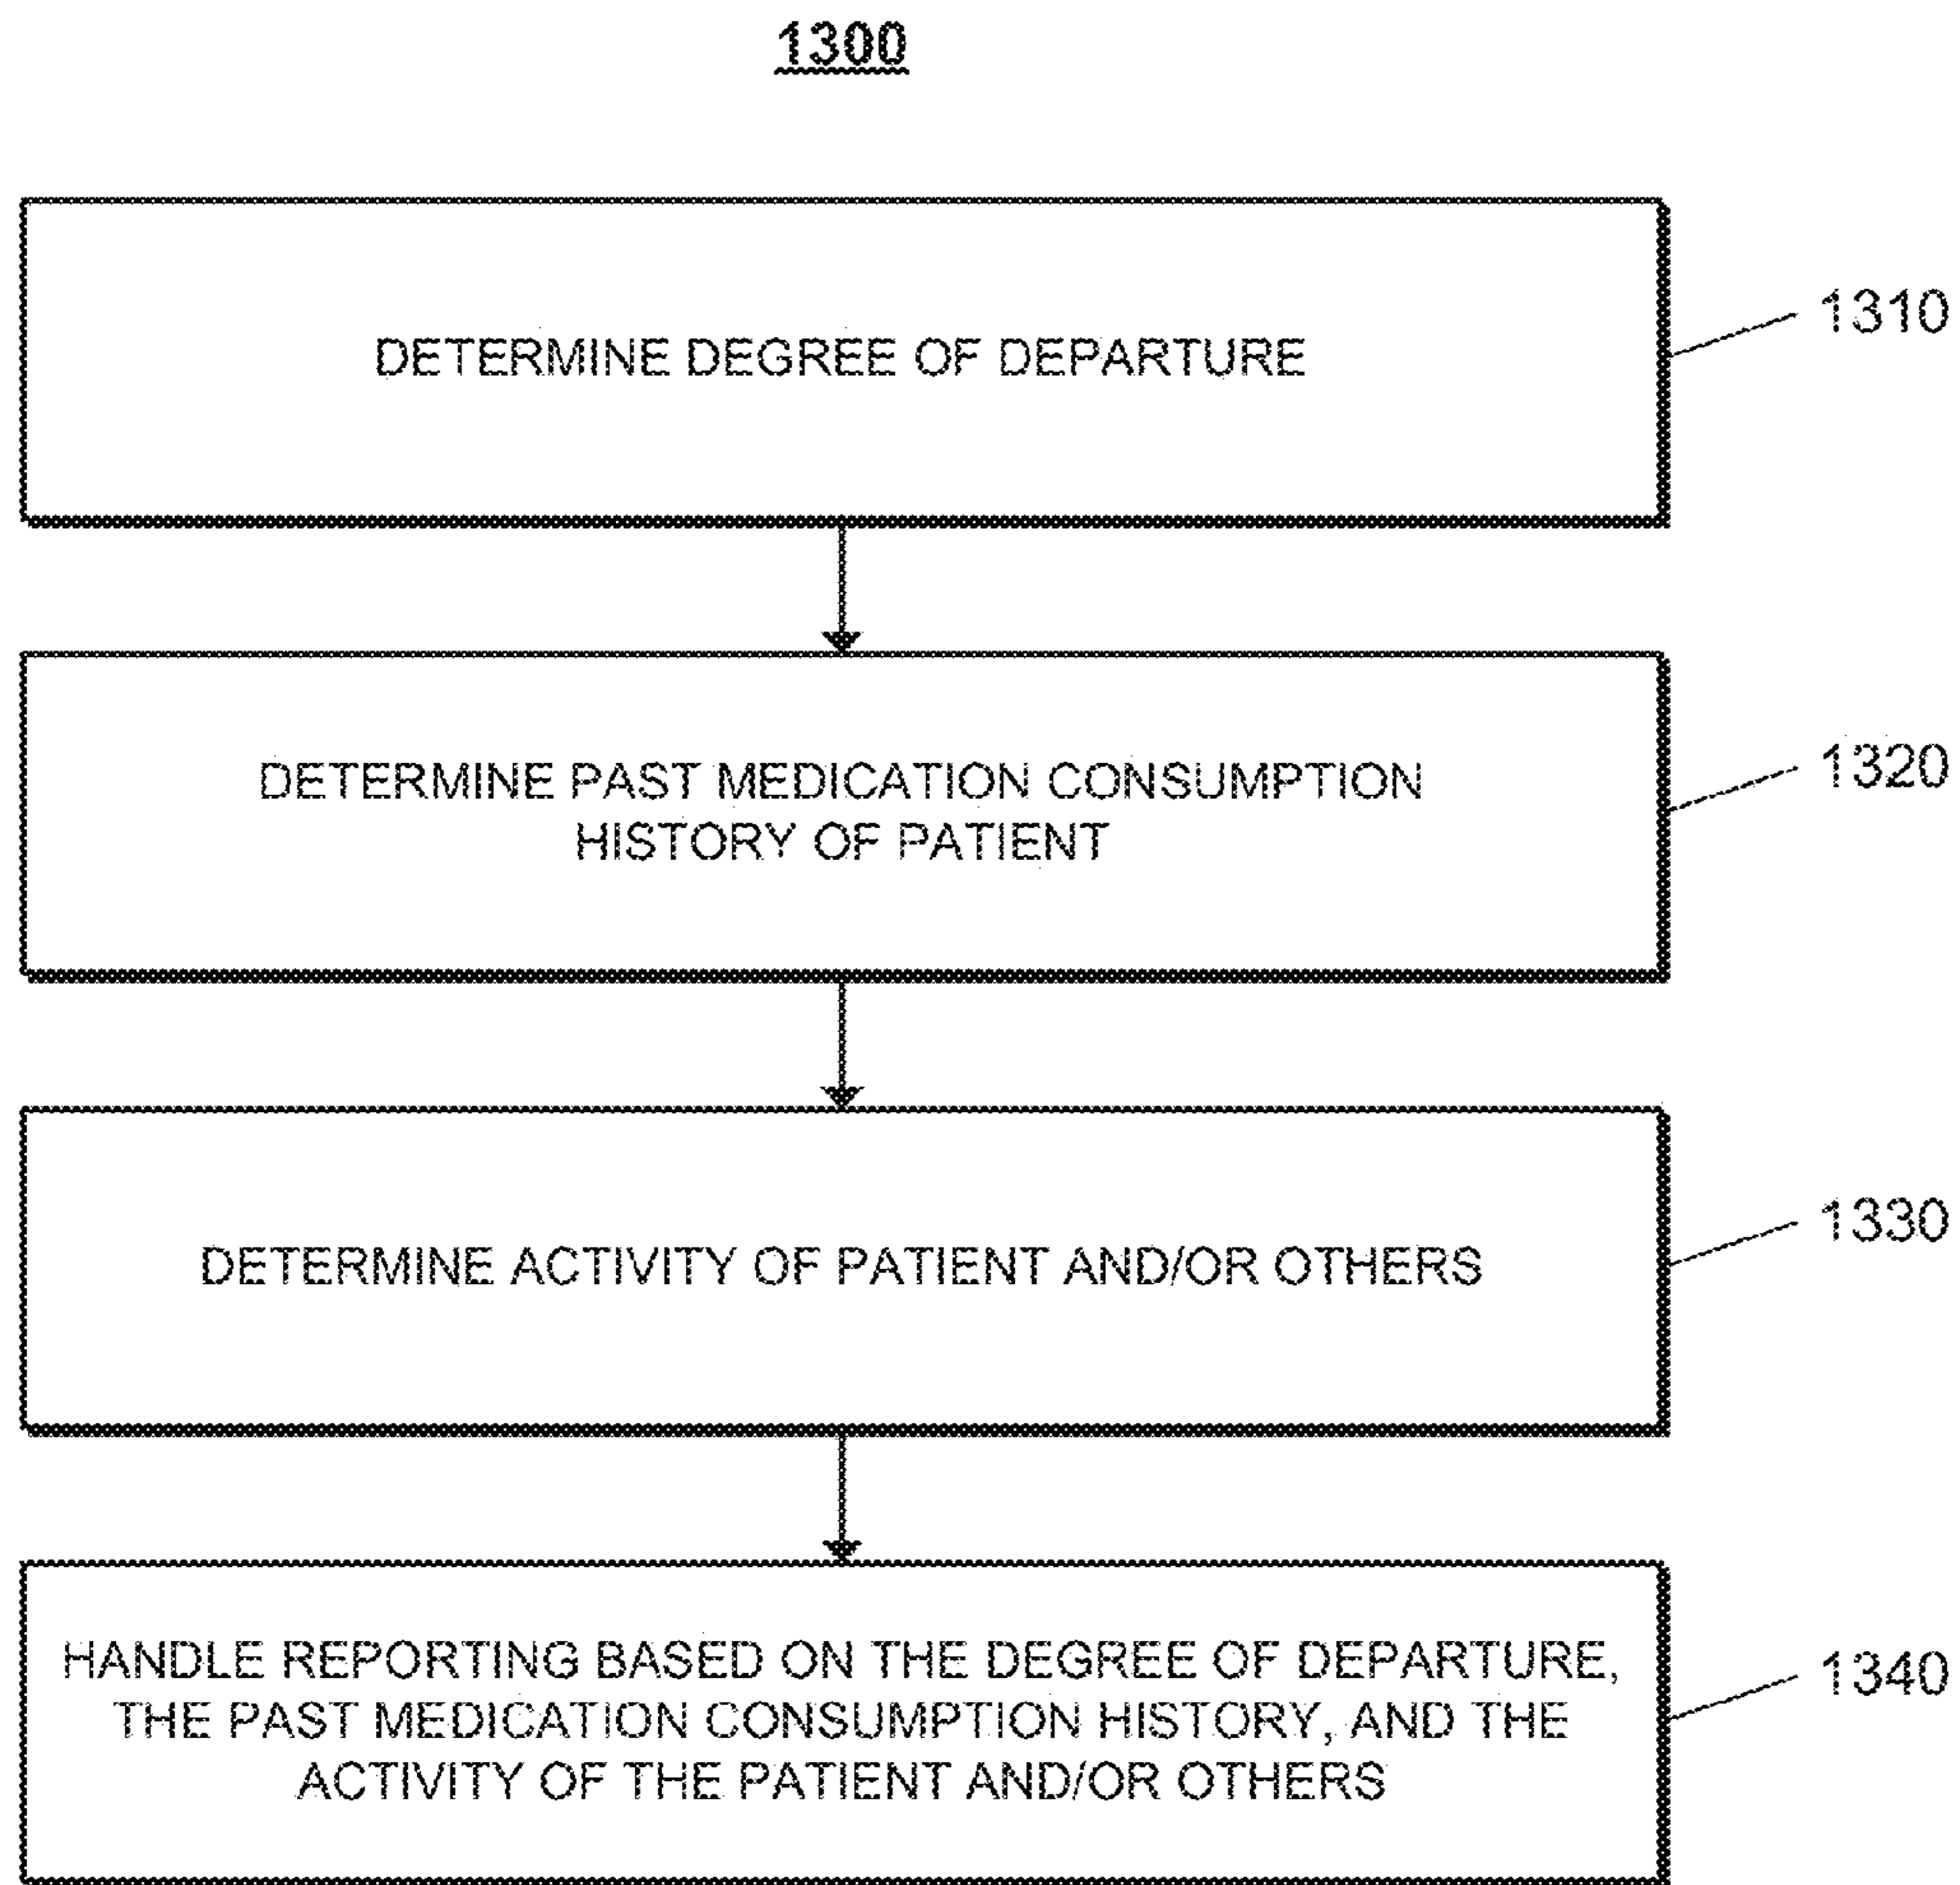 1300
DETERMINE DEGREE OF DEPARTURE
1310
DETERMINE PAST MEDICATION CONSUMPTION
HISTORY OF PATIENT
1320
DETERMINE ACTIVITY OF PATIENT AND/OR OTHERS
1330
HANDLE REPORTING BASED ON THE DEGREE OF DEPARTURE,
THE PAST MEDICATION CONSUMPTION HISTORY, AND THE
ACTIVITY OF THE PATIENT AND/OR OTHERS
1340